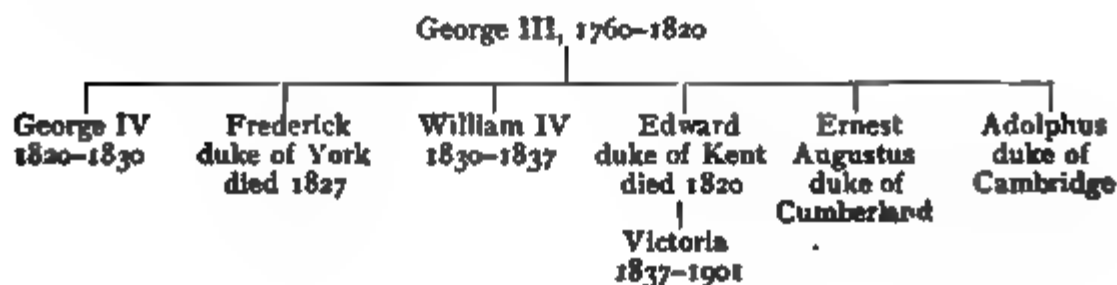 George III, 1760–1820
George IV
1820–1830
Frederick
duke of York
died 1827
William IV
1830–1837
Edward
duke of Kent
died 1820
Ernest
Augustus
duke of
Cumberland
Adolphus
duke of
Cambridge
Victoria
1837–1901